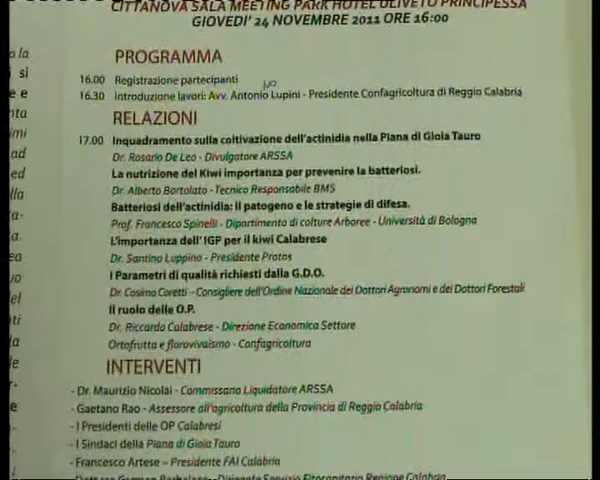 CITTANOVA SALA MEETING PARK HOTEL ULIVETO PRINCIPESSA
GIOVEDI' 24 NOVEMBRE 2011 ORE 16:00
PROGRAMMA
16.00 Registrazione partecipanti
16.30 Introduzione lavori: Avv. Antonio Lupini - Presidente Confagricoltura di Reggio Calabria
RELAZIONI
17.00 Inquadramento sulla coltivazione dell'actinidia nella Piana di Gioia Tauro
Dr. Rosario De Leo - Divulgatore ARSSA
La nutrizione del Kiwi importanza per prevenire la batteriosi.
Dr. Alberto Bortolato - Tecnico Responsabile BMS
Batteriosi dell'actinidia: il patogeno e le strategie di difesa.
Prof. Francesco Spinelli - Dipartimento di colture Arboree - Università di Bologna
L'importanza dell' IGP per il kiwi Calabrese
Dr. Santino Luppino - Presidente Protos
I Parametri di qualità richiesti dalla G.D.O.
Dr. Cosimo Coretti - Consigliere dell'Ordine Nazionale dei Dottori Agronomi e dei Dottori Forestali
Il ruolo delle O.P.
Dr. Riccardo Calabrese - Direzione Economica Settore
Ortofrutta e florovivaismo - Confagricoltura
INTERVENTI
- Dr. Maurizio Nicolai - Commissario Liquidatore ARSSA
- Gaetano Rao - Assessore all'agricoltura della Provincia di Reggio Calabria
- I Presidenti delle OP Calabresi
- I Sindaci della Piana di Gioia Tauro
- Francesco Artese - Presidente FAI Calabria
Servizio Fitosanitario Regione Calabria